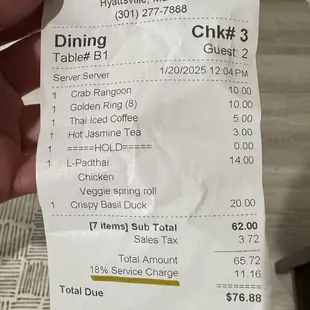 Hyattsville,
(301) 277-7888
Dining Chk# 3
Table# B1 Guest: 2
Server:Server 1/20/2025 12:04 PM
1 Crab Rangoon 10.00
1 Golden Ring (8) 10.00
1 Thai Iced Coffee 5.00
1 Hot Jasmine Tea 3.00
1 =====HOLD===== 0.00
1 L-Padthai 14.00
Chicken
Veggie spring roll
1 Crispy Basil Duck 20.00
[7 items] Sub Total 62.00
Sales Tax 3.72
Total Amount 65.72
18% Service Charge 11.16
========
Total Due $76.88